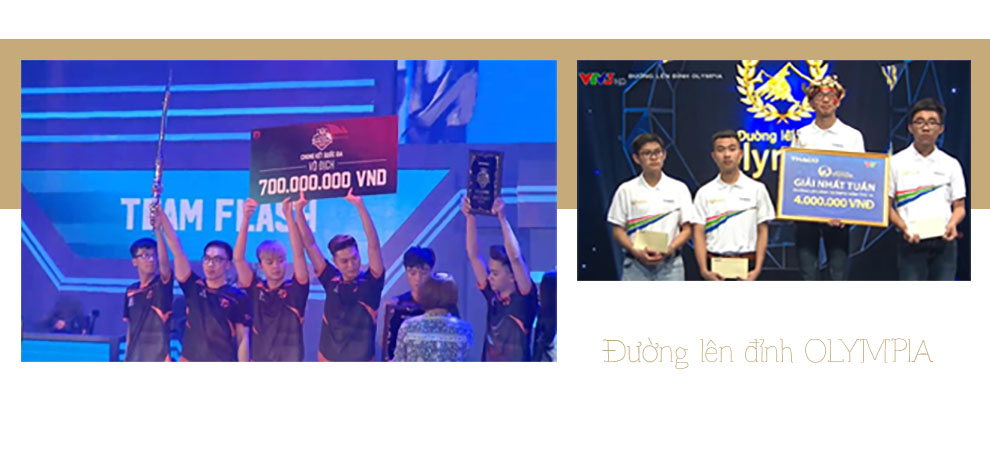 CHUNG KẾT QUỐC GIA
VÔ ĐỊCH
700.000.000 VND
TEAM FLASH
VTV3 HD
ĐƯỜNG LÊN ĐỈNH OLYMPIA
Đường lên
Olym
THACO
GIẢI NHẤT TUẦN
4.000.000 VNĐ
Đường lên đỉnh OLYMPIA